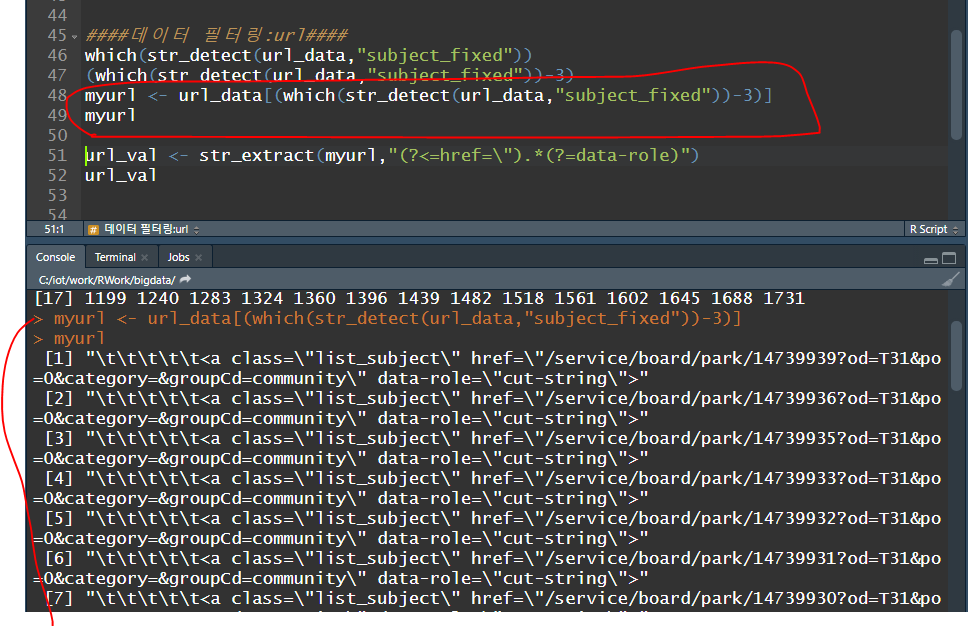 44
45 ####데이터 필터링:url####
46 which(str_detect(url_data,"subject_fixed"))
47 (which(str_detect(url_data,"subject_fixed"))-3)
48 myurl <- url_data[(which(str_detect(url_data,"subject_fixed"))-3)]
49 myurl
50
51 url_val <- str_extract(myurl,"(?<=href=\").*(?=data-role)")
52 url_val
53
54
51:1 # 데이터 필터링:url R Script
Console Terminal × Jobs ×
C:/iot/work/RWork/bigdata/
[17] 1199 1240 1283 1324 1360 1396 1439 1482 1518 1561 1602 1645 1688 1731
> myurl <- url_data[(which(str_detect(url_data,"subject_fixed"))-3)]
> myurl
[1] "\t\t\t\t\t<a class=\"list_subject\" href=\"/service/board/park/14739939?od=T31&po
=0&category=&groupCd=community\" data-role=\"cut-string\">"
[2] "\t\t\t\t\t<a class=\"list_subject\" href=\"/service/board/park/14739936?od=T31&po
=0&category=&groupCd=community\" data-role=\"cut-string\">"
[3] "\t\t\t\t\t<a class=\"list_subject\" href=\"/service/board/park/14739935?od=T31&po
=0&category=&groupCd=community\" data-role=\"cut-string\">"
[4] "\t\t\t\t\t<a class=\"list_subject\" href=\"/service/board/park/14739933?od=T31&po
=0&category=&groupCd=community\" data-role=\"cut-string\">"
[5] "\t\t\t\t\t<a class=\"list_subject\" href=\"/service/board/park/14739932?od=T31&po
=0&category=&groupCd=community\" data-role=\"cut-string\">"
[6] "\t\t\t\t\t<a class=\"list_subject\" href=\"/service/board/park/14739931?od=T31&po
=0&category=&groupCd=community\" data-role=\"cut-string\">"
[7] "\t\t\t\t\t<a class=\"list_subject\" href=\"/service/board/park/14739930?od=T31&po